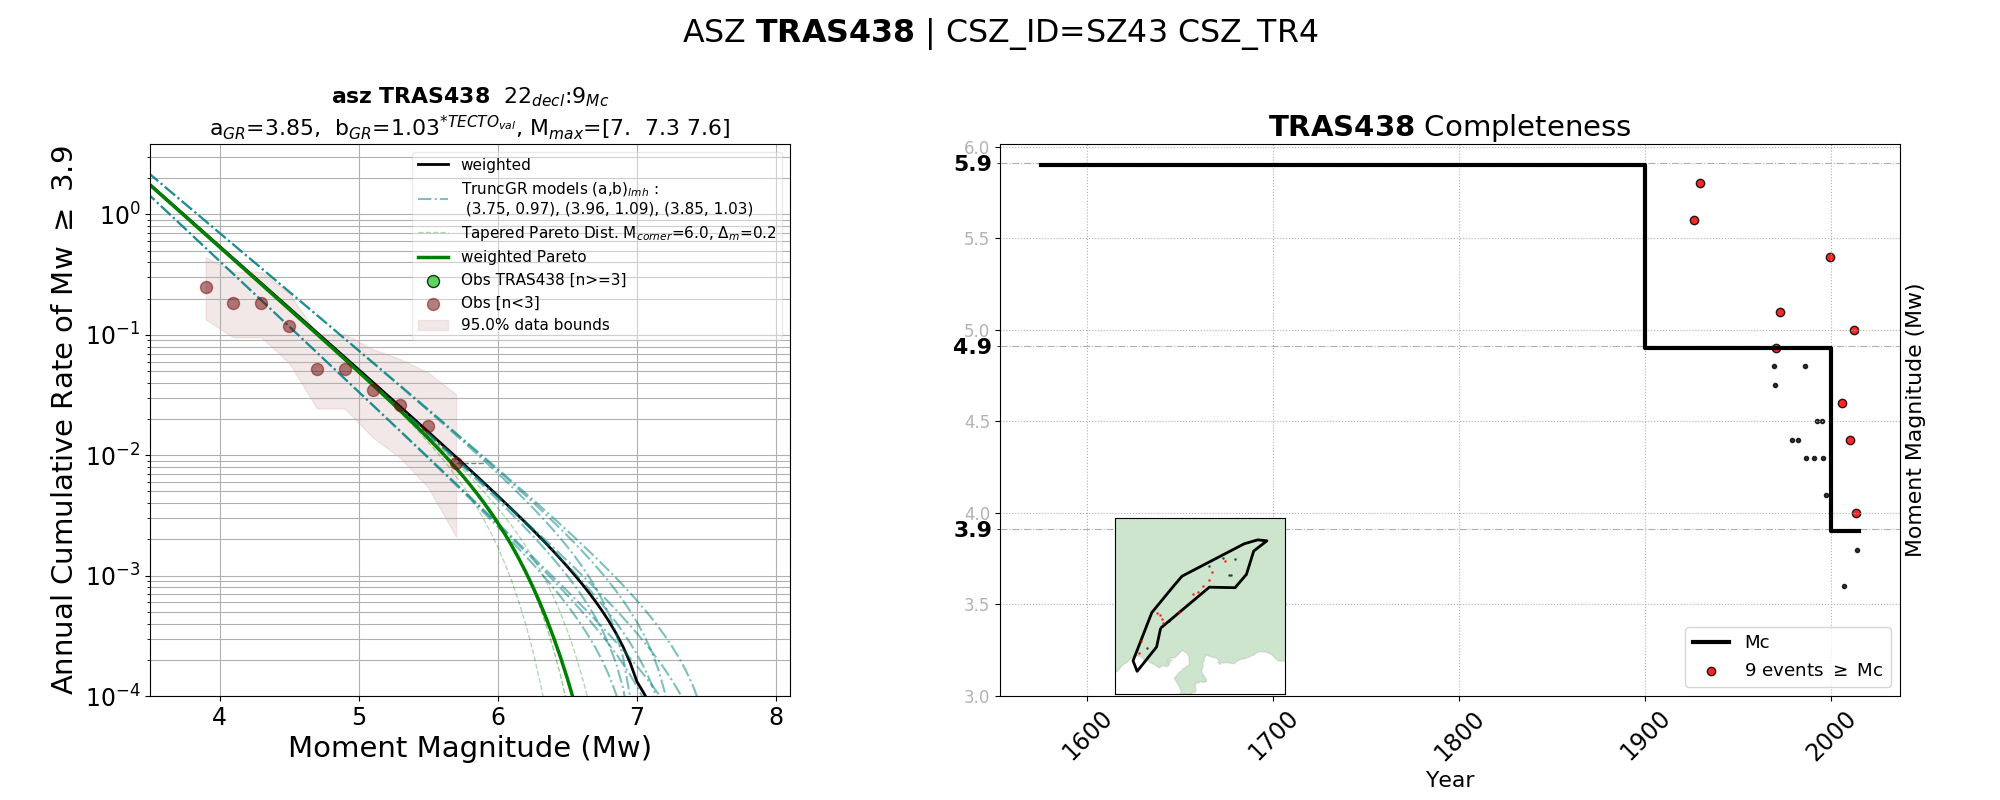 ASZ TRAS438 | CSZ_ID=SZ43 CSZ_TR4
asz TRAS438 22decl:9Mc
aGR=3.85, bGR=1.03*TECTOval, Mmax=[7. 7.3 7.6]
Annual Cumulative Rate of Mw ≥ 3.9
10^0
10^−1
10^−2
10^−3
10^−4
weighted
TruncGR models (a,b)lmh :
(3.75, 0.97), (3.96, 1.09), (3.85, 1.03)
Tapered Pareto Dist. Mcorner=6.0, Δm=0.2
weighted Pareto
Obs TRAS438 [n>=3]
Obs [n<3]
95.0% data bounds
4 5 6 7 8
Moment Magnitude (Mw)
TRAS438 Completeness
6.0
5.9
5.5
5.0
4.9
4.5
4.0
3.9
3.5
3.0
Moment Magnitude (Mw)
Mc
9 events ≥ Mc
1600 1700 1800 1900 2000
Year